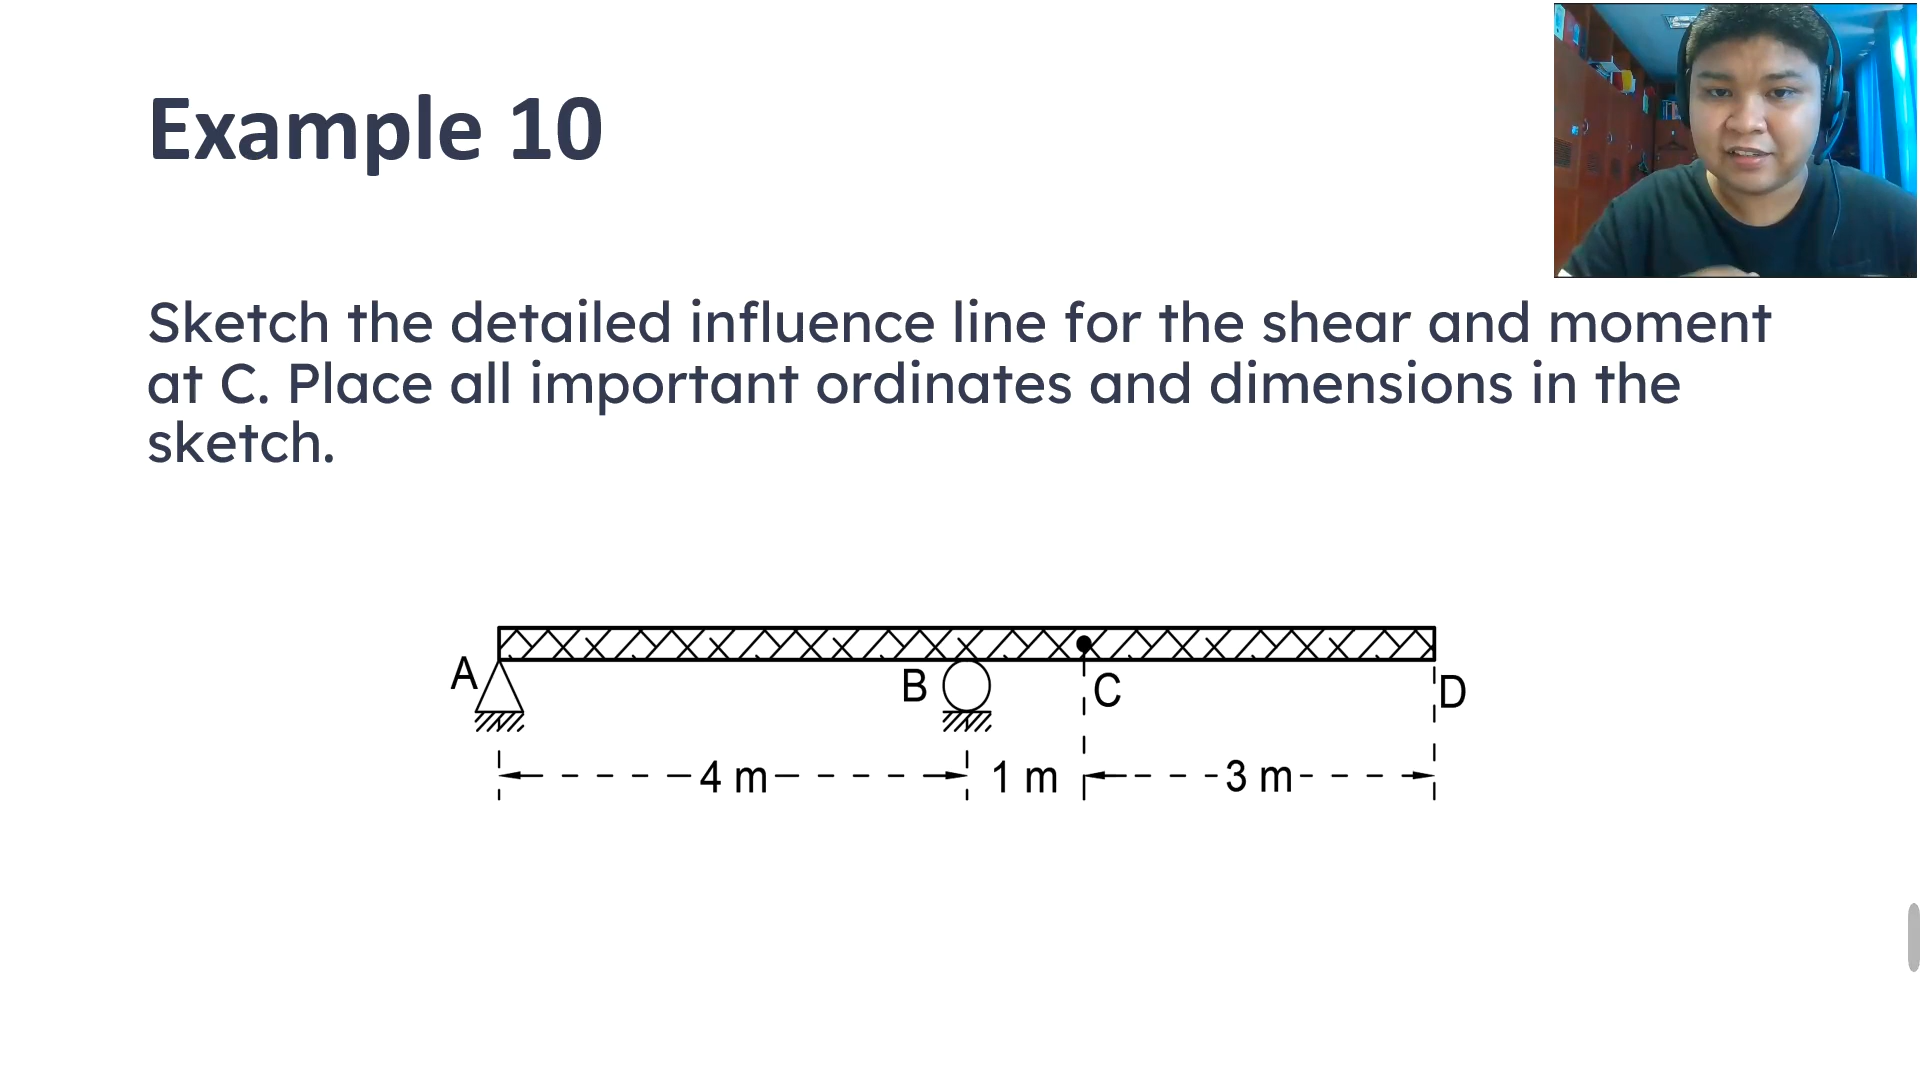 Example 10
Sketch the detailed influence line for the shear and moment
at C. Place all important ordinates and dimensions in the
sketch.
A
B
C
D
4 m
1 m
3 m